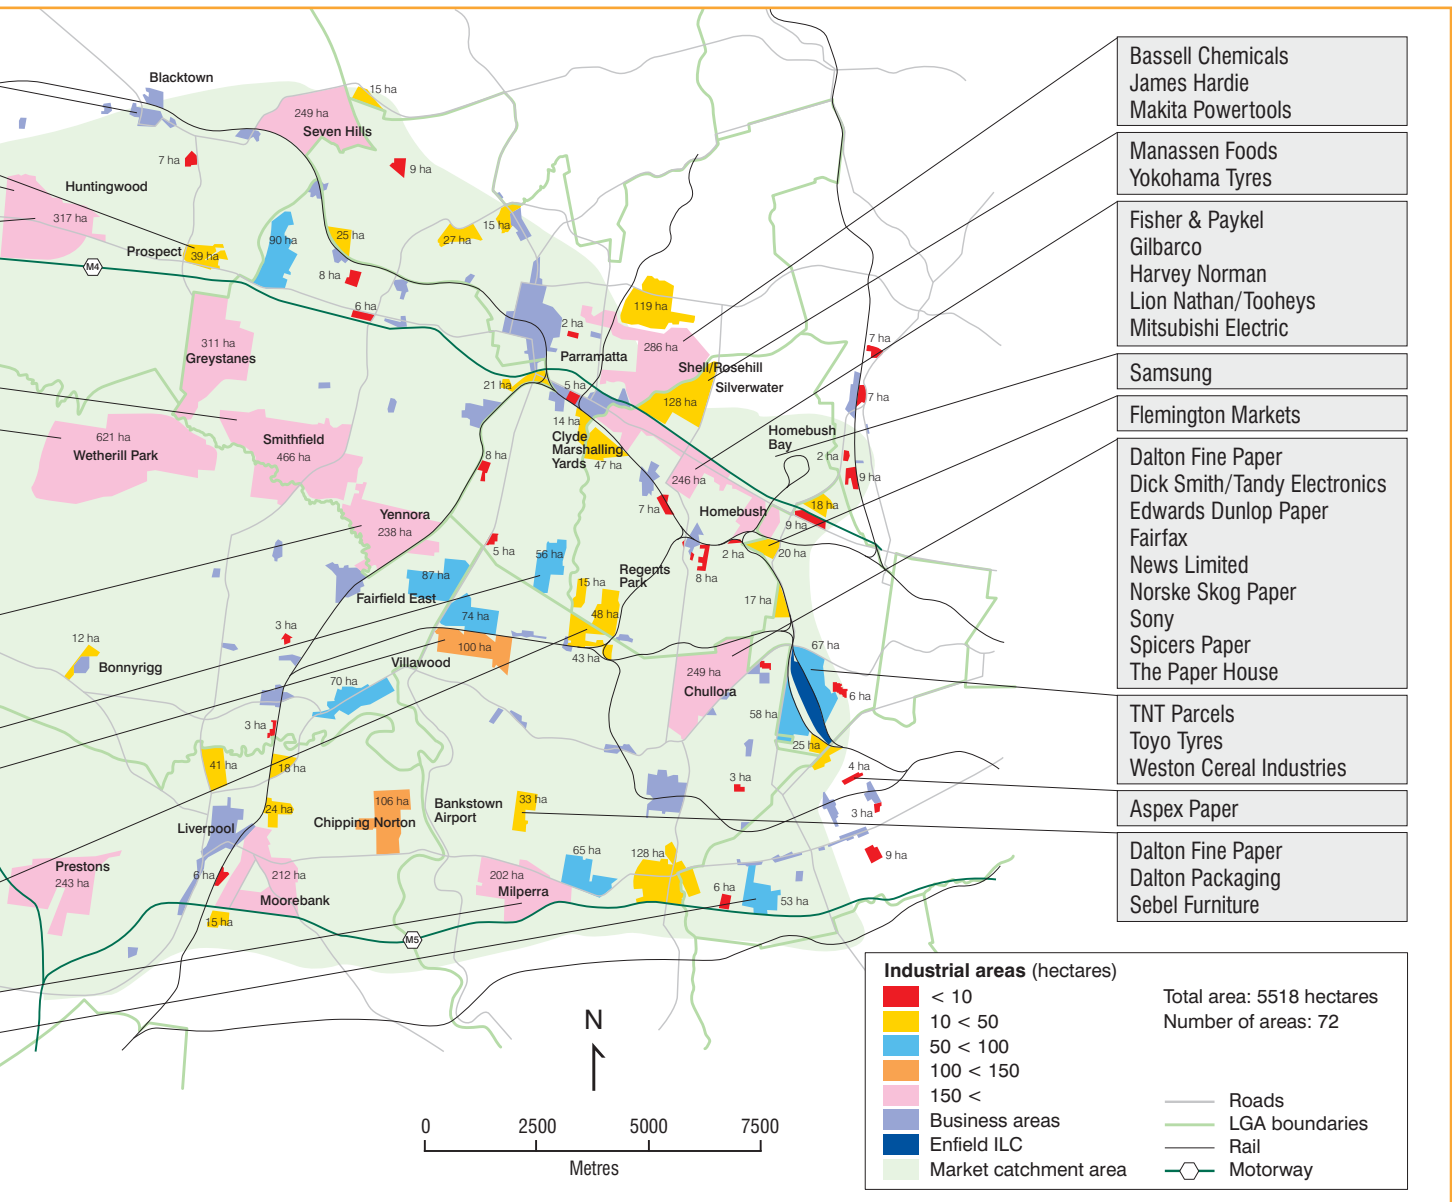 Bassell Chemicals
James Hardie
Makita Powertools
Manassen Foods
Yokohama Tyres
Fisher & Paykel
Gilbarco
Harvey Norman
Lion Nathan/Tooheys
Mitsubishi Electric
Samsung
Flemington Markets
Dalton Fine Paper
Dick Smith/Tandy Electronics
Edwards Dunlop Paper
Fairfax
News Limited
Norske Skog Paper
Sony
Spicers Paper
The Paper House
TNT Parcels
Toyo Tyres
Weston Cereal Industries
Aspex Paper
Dalton Fine Paper
Dalton Packaging
Sebel Furniture
Blacktown
15 ha
249 ha
Seven Hills
7 ha
9 ha
Huntingwood
317 ha
15 ha
27 ha
25 ha
90 ha
Prospect
39 ha
M4
8 ha
6 ha
119 ha
2 ha
311 ha
Greystanes
286 ha
Parramatta
Shell/Rosehill
Silverwater
7 ha
21 ha
5 ha
128 ha
7 ha
14 ha
Clyde
Marshalling
Yards
47 ha
Homebush
Bay
621 ha
Wetherill Park
Smithfield
466 ha
8 ha
2 ha
9 ha
246 ha
7 ha
Homebush
18 ha
9 ha
Yennora
238 ha
5 ha
56 ha
2 ha
20 ha
8 ha
Regents
Park
87 ha
15 ha
Fairfield East
74 ha
48 ha
17 ha
3 ha
12 ha
Bonnyrigg
100 ha
Villawood
43 ha
67 ha
249 ha
Chullora
70 ha
6 ha
58 ha
3 ha
25 ha
41 ha
18 ha
4 ha
3 ha
106 ha
Chipping Norton
Bankstown
Airport
33 ha
24 ha
3 ha
Liverpool
65 ha
128 ha
9 ha
Prestons
243 ha
6 ha
212 ha
Moorebank
202 ha
Milperra
6 ha
53 ha
15 ha
M5
N
0
2500
5000
7500
Metres
Industrial areas (hectares)
< 10
10 < 50
50 < 100
100 < 150
150 <
Business areas
Enfield ILC
Market catchment area
Total area: 5518 hectares
Number of areas: 72
Roads
LGA boundaries
Rail
Motorway